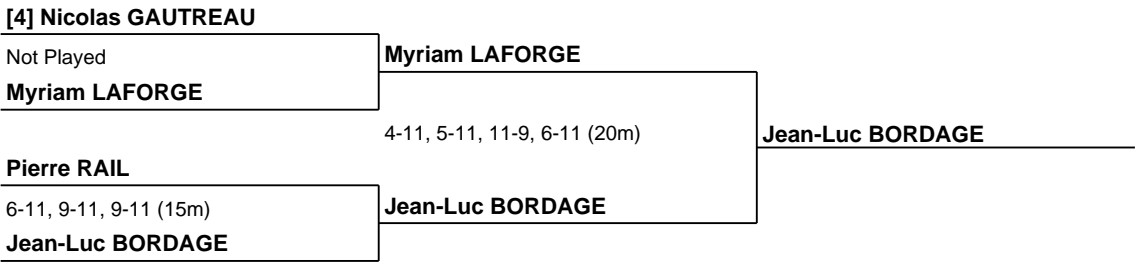 [4] Nicolas GAUTREAU
Not Played
Myriam LAFORGE
Myriam LAFORGE
4-11, 5-11, 11-9, 6-11 (20m)
Jean-Luc BORDAGE
Pierre RAIL
6-11, 9-11, 9-11 (15m)
Jean-Luc BORDAGE
Jean-Luc BORDAGE